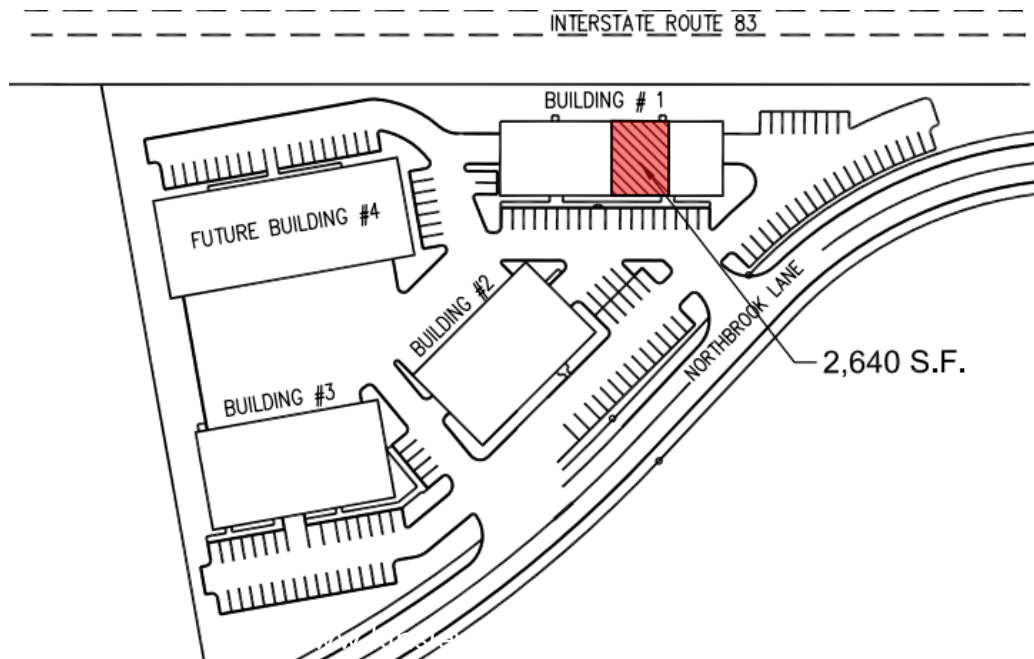 INTERSTATE ROUTE 83
BUILDING # 1
FUTURE BUILDING #4
BUILDING #2
NORTHBROOK LANE
2,640 S.F.
BUILDING #3